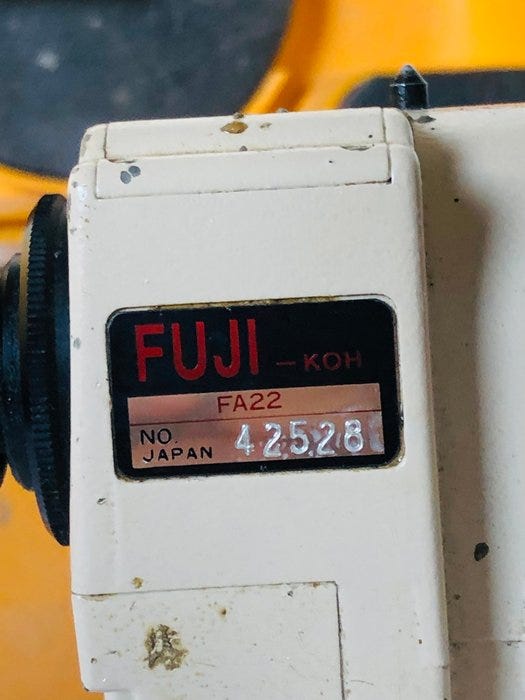 FUJI -KOH
FA22
NO. 42528
JAPAN